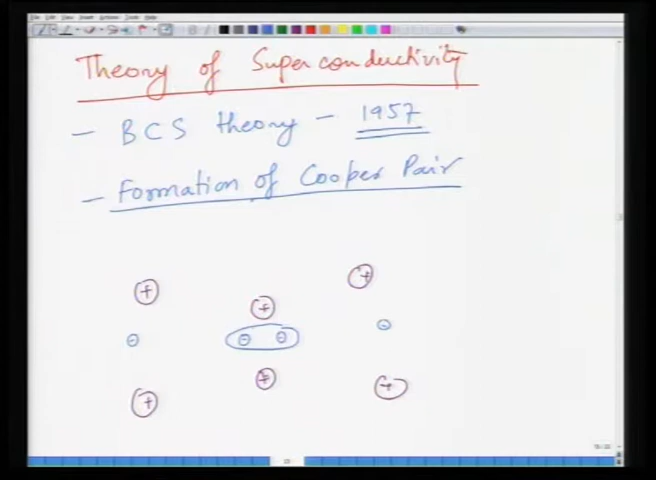 Theory of Superconductivity
- BCS theory - 1957
- Formation of Cooper Pair
+ + +
- - - -
+ + +